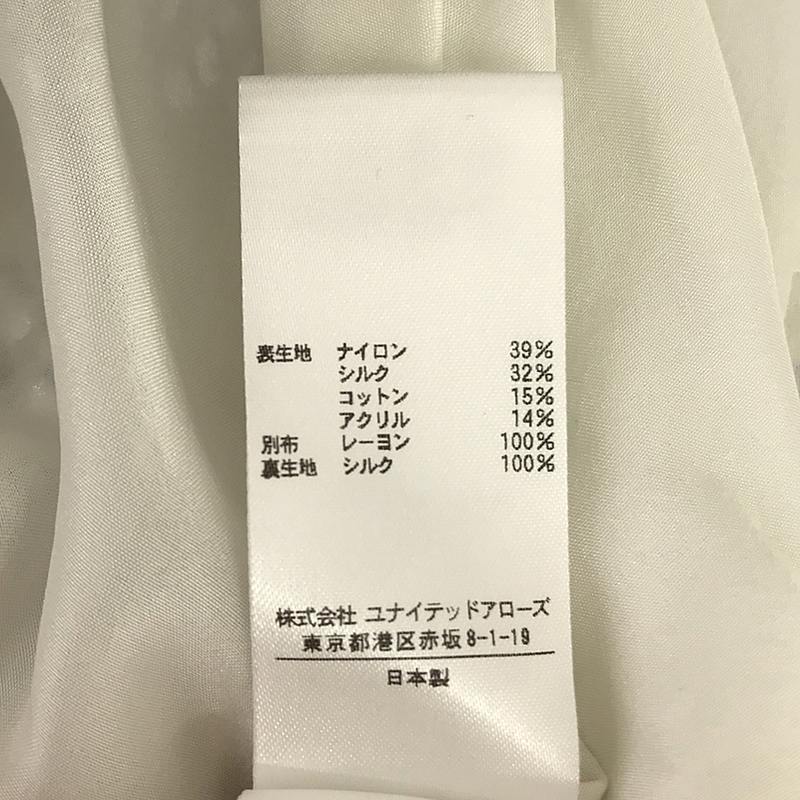 表生地 ナイロン 39%
シルク 32%
コットン 15%
アクリル 14%
別布 レーヨン 100%
裏生地 シルク 100%
株式会社 ユナイテッドアローズ
東京都港区赤坂8-1-19
日本製